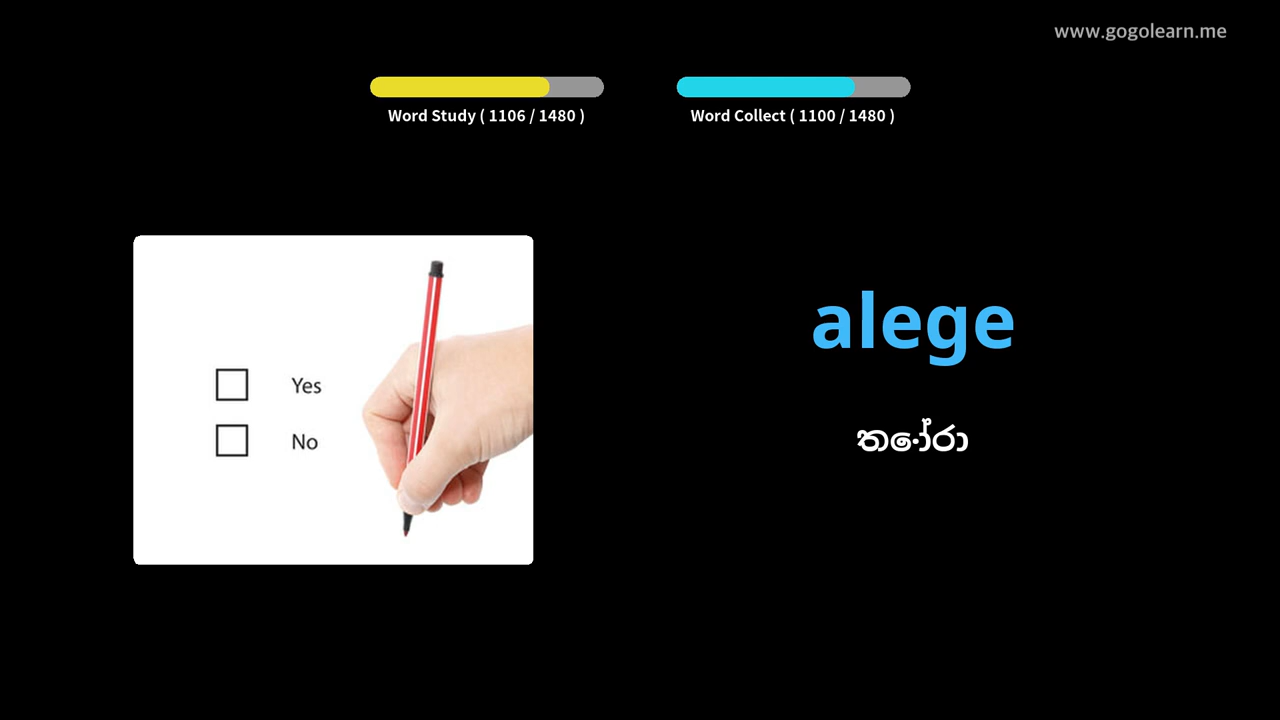 www.gogolearn.me
Word Study ( 1106 / 1480 )
Word Collect ( 1100 / 1480 )
Yes
No
alege
තෝරා